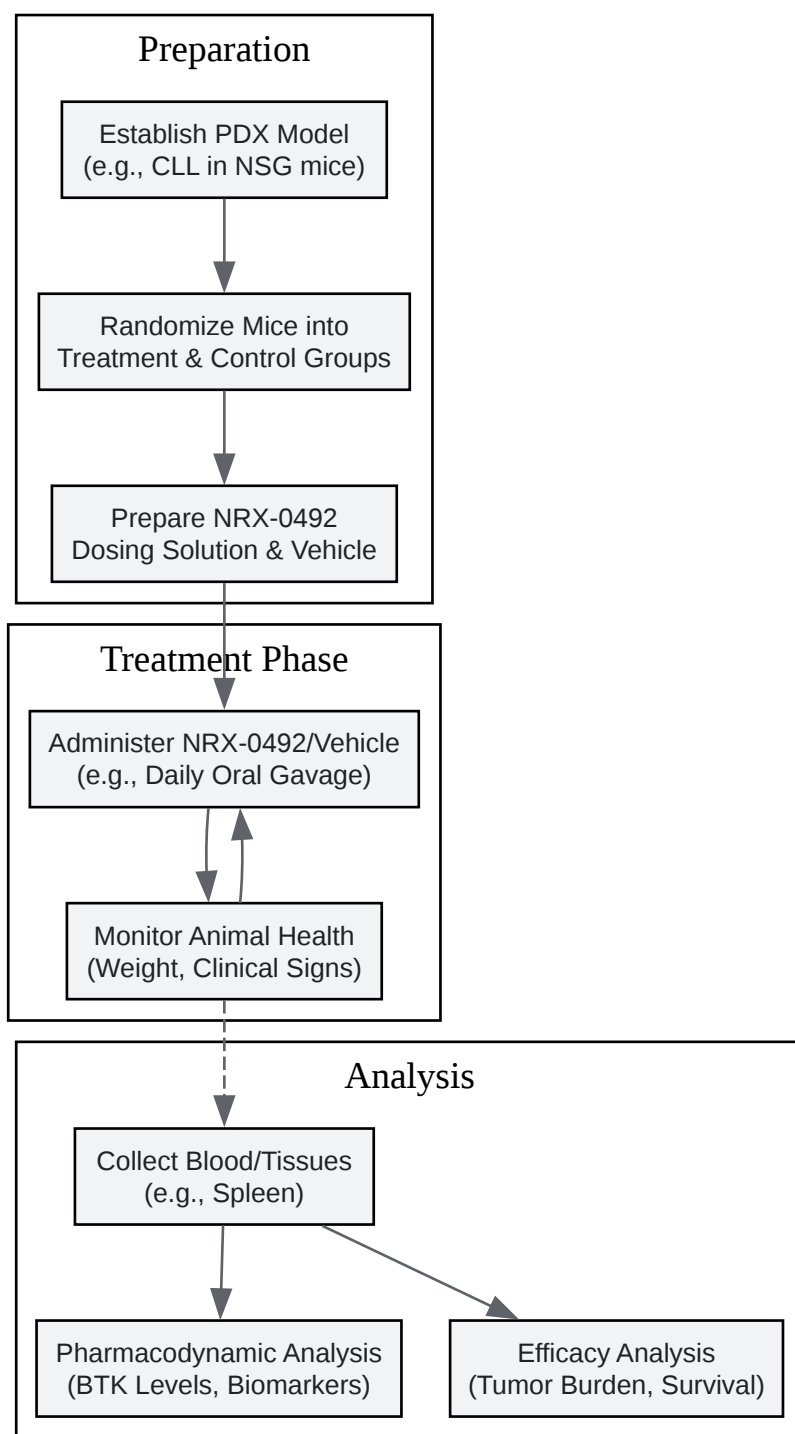 Preparation
Establish PDX Model
(e.g., CLL in NSG mice)
Randomize Mice into
Treatment & Control Groups
Prepare NRX-0492
Dosing Solution & Vehicle
Treatment Phase
Administer NRX-0492/Vehicle
(e.g., Daily Oral Gavage)
Monitor Animal Health
(Weight, Clinical Signs)
Analysis
Collect Blood/Tissues
(e.g., Spleen)
Pharmacodynamic Analysis
(BTK Levels, Biomarkers)
Efficacy Analysis
(Tumor Burden, Survival)